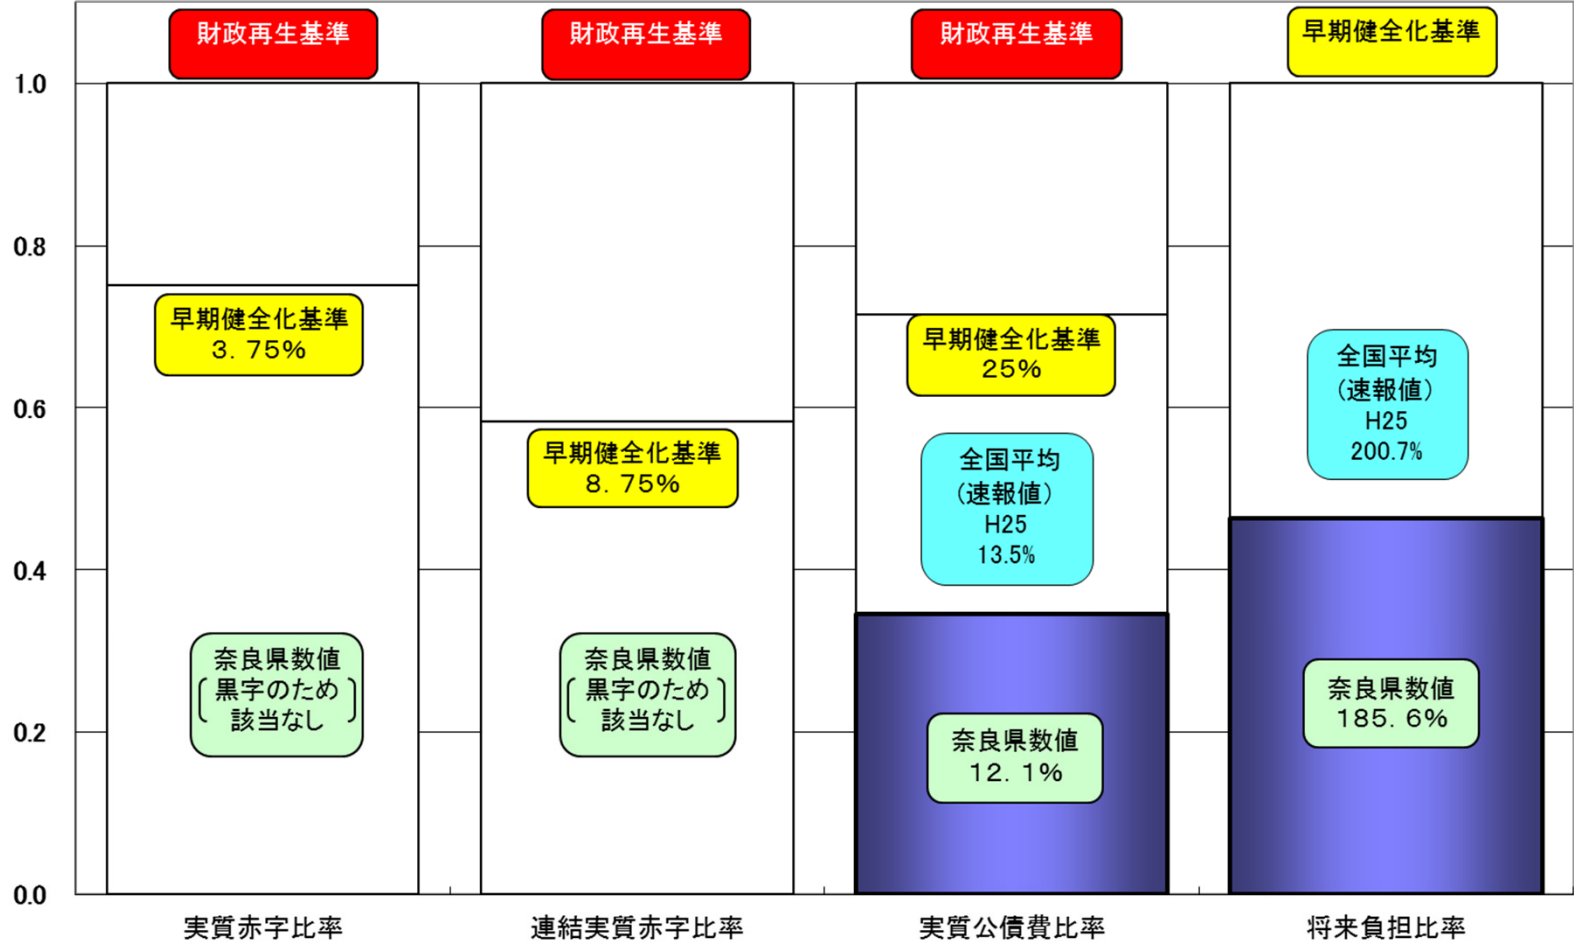 財政再生基準
財政再生基準
財政再生基準
早期健全化基準
1.0
0.8
0.6
0.4
0.2
0.0
早期健全化基準
3．75%
早期健全化基準
8．75%
早期健全化基準
25%
全国平均
（速報値）
H25
13.5%
全国平均
（速報値）
H25
200.7%
奈良県数値
黒字のため
該当なし
奈良県数値
黒字のため
該当なし
奈良県数値
12．1%
奈良県数値
185．6%
実質赤字比率
連結実質赤字比率
実質公債費比率
将来負担比率